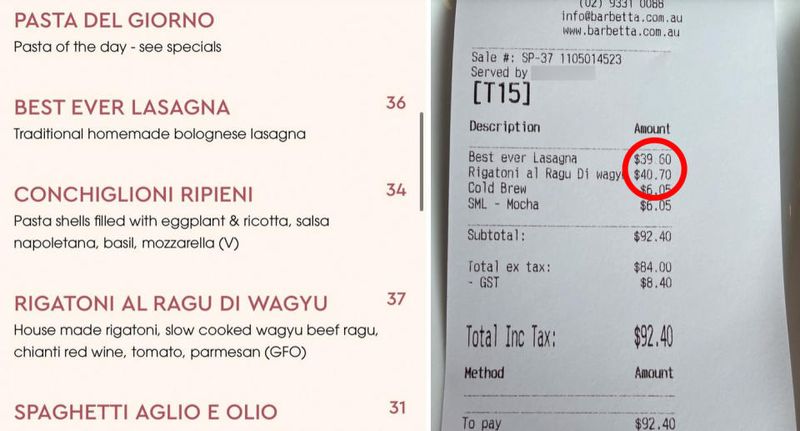 PASTA DEL GIORNO
Pasta of the day - see specials
BEST EVER LASAGNA 36
Traditional homemade bolognese lasagna
CONCHIGLIONI RIPIENI 34
Pasta shells filled with eggplant & ricotta, salsa
napoletana, basil, mozzarella (V)
RIGATONI AL RAGU DI WAGYU 37
House made rigatoni, slow cooked wagyu beef ragu,
chianti red wine, tomato, parmesan (GFO)
SPAGHETTI AGLIO E OLIO 31
(02) 9331 0088
info@barbetta.com.au
www.barbetta.com.au
Sale #: SP-37 1105014523
Served by
[T15]
Description Amount
Best ever Lasagna $39.60
Rigatoni al Ragu Di wagy $40.70
Cold Brew $6.05
SML - Mocha $6.05
Subtotal: $92.40
Total ex tax: $84.00
- GST $8.40
Total Inc Tax: $92.40
Method Amount
To pay $92.40